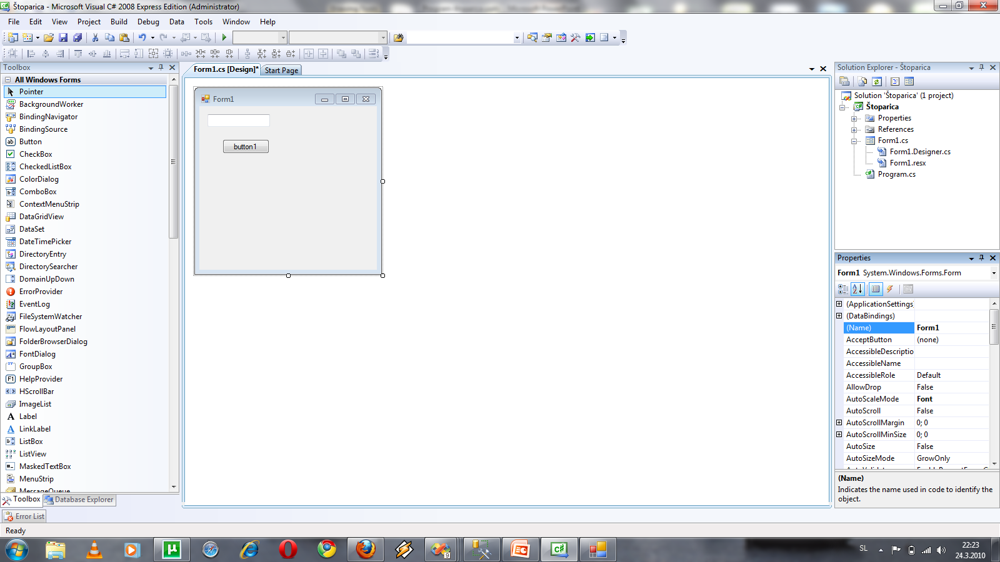 Štoparica - Microsoft Visual C# 2008 Express Edition (Administrator)
File Edit View Project Build Debug Data Tools Window Help
Toolbox
All Windows Forms
Pointer
BackgroundWorker
BindingNavigator
BindingSource
Button
CheckBox
CheckedListBox
ColorDialog
ComboBox
ContextMenuStrip
DataGridView
DataSet
DateTimePicker
DirectoryEntry
DirectorySearcher
DomainUpDown
ErrorProvider
EventLog
FileSystemWatcher
FlowLayoutPanel
FolderBrowserDialog
FontDialog
GroupBox
HelpProvider
HScrollBar
ImageList
Label
LinkLabel
ListBox
ListView
MaskedTextBox
MenuStrip
MessageQueue
Toolbox Database Explorer
Error List
Ready
Form1.cs [Design]* Start Page
Form1
button1
Solution Explorer - Štoparica
Solution 'Štoparica' (1 project)
Štoparica
Properties
References
Form1.cs
Form1.Designer.cs
Form1.resx
Program.cs
Properties
Form1 System.Windows.Forms.Form
(ApplicationSettings
(DataBindings)
(Name) Form1
AcceptButton (none)
AccessibleDescriptio
AccessibleName
AccessibleRole Default
AllowDrop False
AutoScaleMode Font
AutoScroll False
AutoScrollMargin 0; 0
AutoScrollMinSize 0; 0
AutoSize False
AutoSizeMode GrowOnly
(Name)
Indicates the name used in code to identify the
object.
SL
22:23
24.3.2010